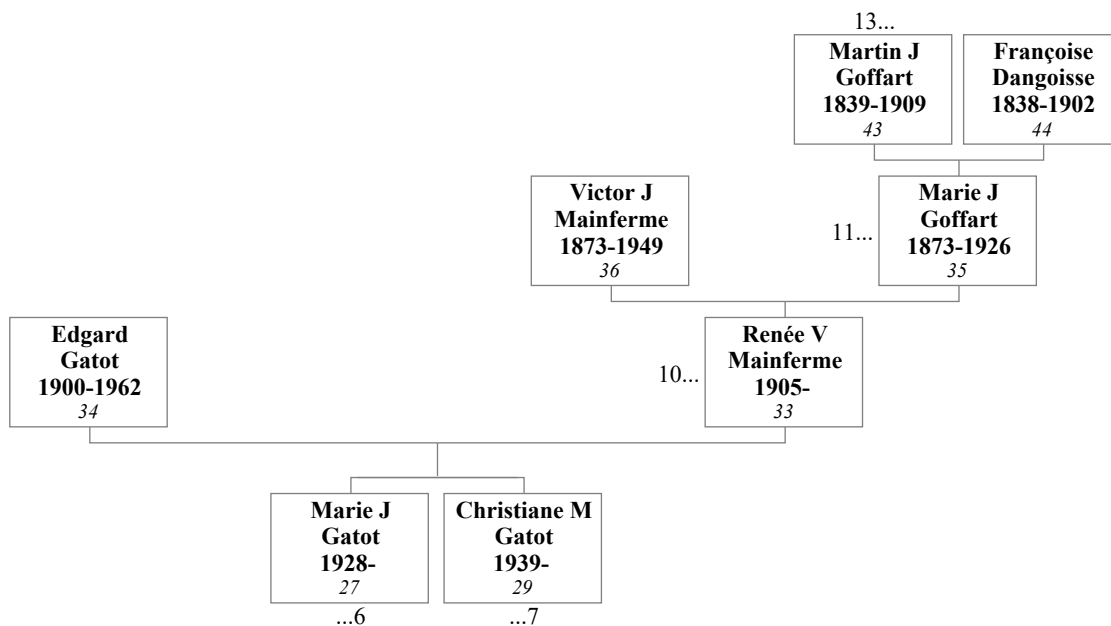 13...
Martin J
Goffart
1839-1909
43
Françoise
Dangoisse
1838-1902
44
Victor J
Mainferme
1873-1949
36
11...
Marie J
Goffart
1873-1926
35
Edgard
Gatot
1900-1962
34
10...
Renée V
Mainferme
1905-
33
Marie J
Gatot
1928-
27
...6
Christiane M
Gatot
1939-
29
...7